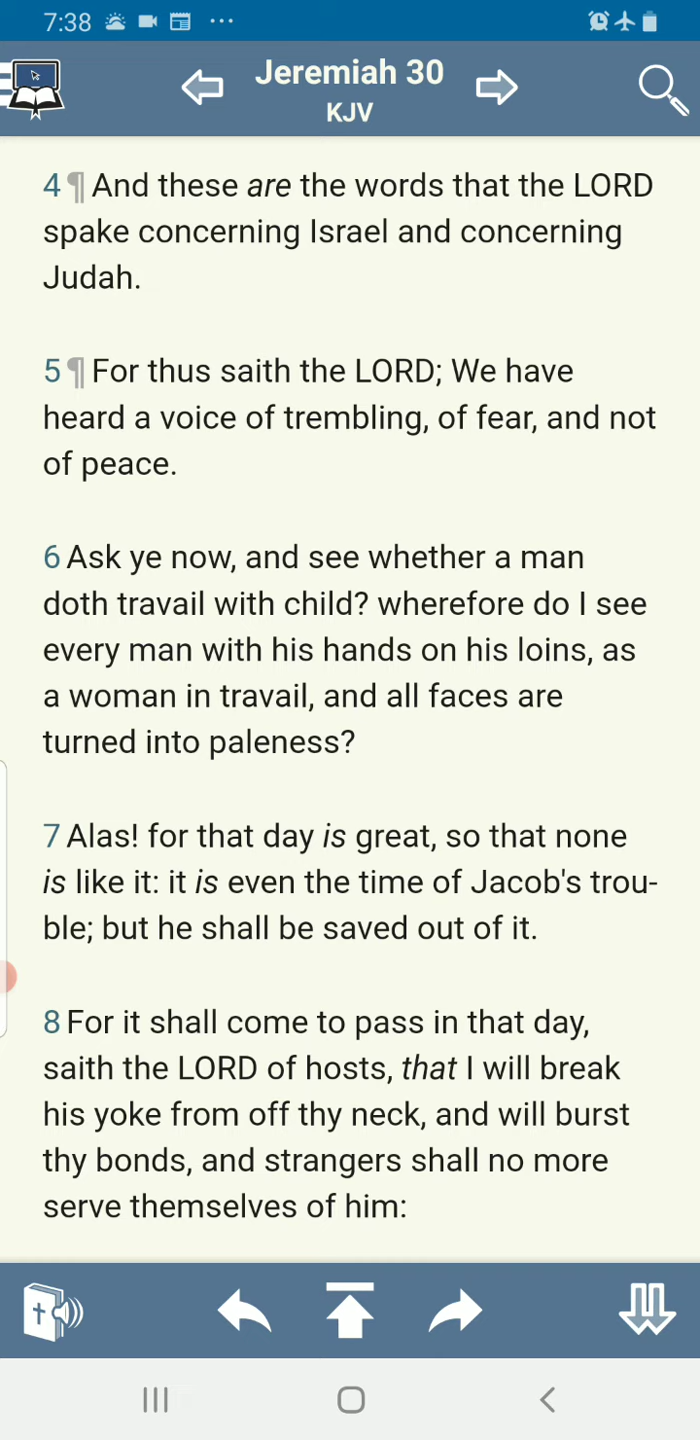 7:38
Jeremiah 30
KJV
4 ¶ And these are the words that the LORD
spake concerning Israel and concerning
Judah.
5 ¶ For thus saith the LORD; We have
heard a voice of trembling, of fear, and not
of peace.
6 Ask ye now, and see whether a man
doth travail with child? wherefore do I see
every man with his hands on his loins, as
a woman in travail, and all faces are
turned into paleness?
7 Alas! for that day is great, so that none
is like it: it is even the time of Jacob's trou-
ble; but he shall be saved out of it.
8 For it shall come to pass in that day,
saith the LORD of hosts, that I will break
his yoke from off thy neck, and will burst
thy bonds, and strangers shall no more
serve themselves of him: